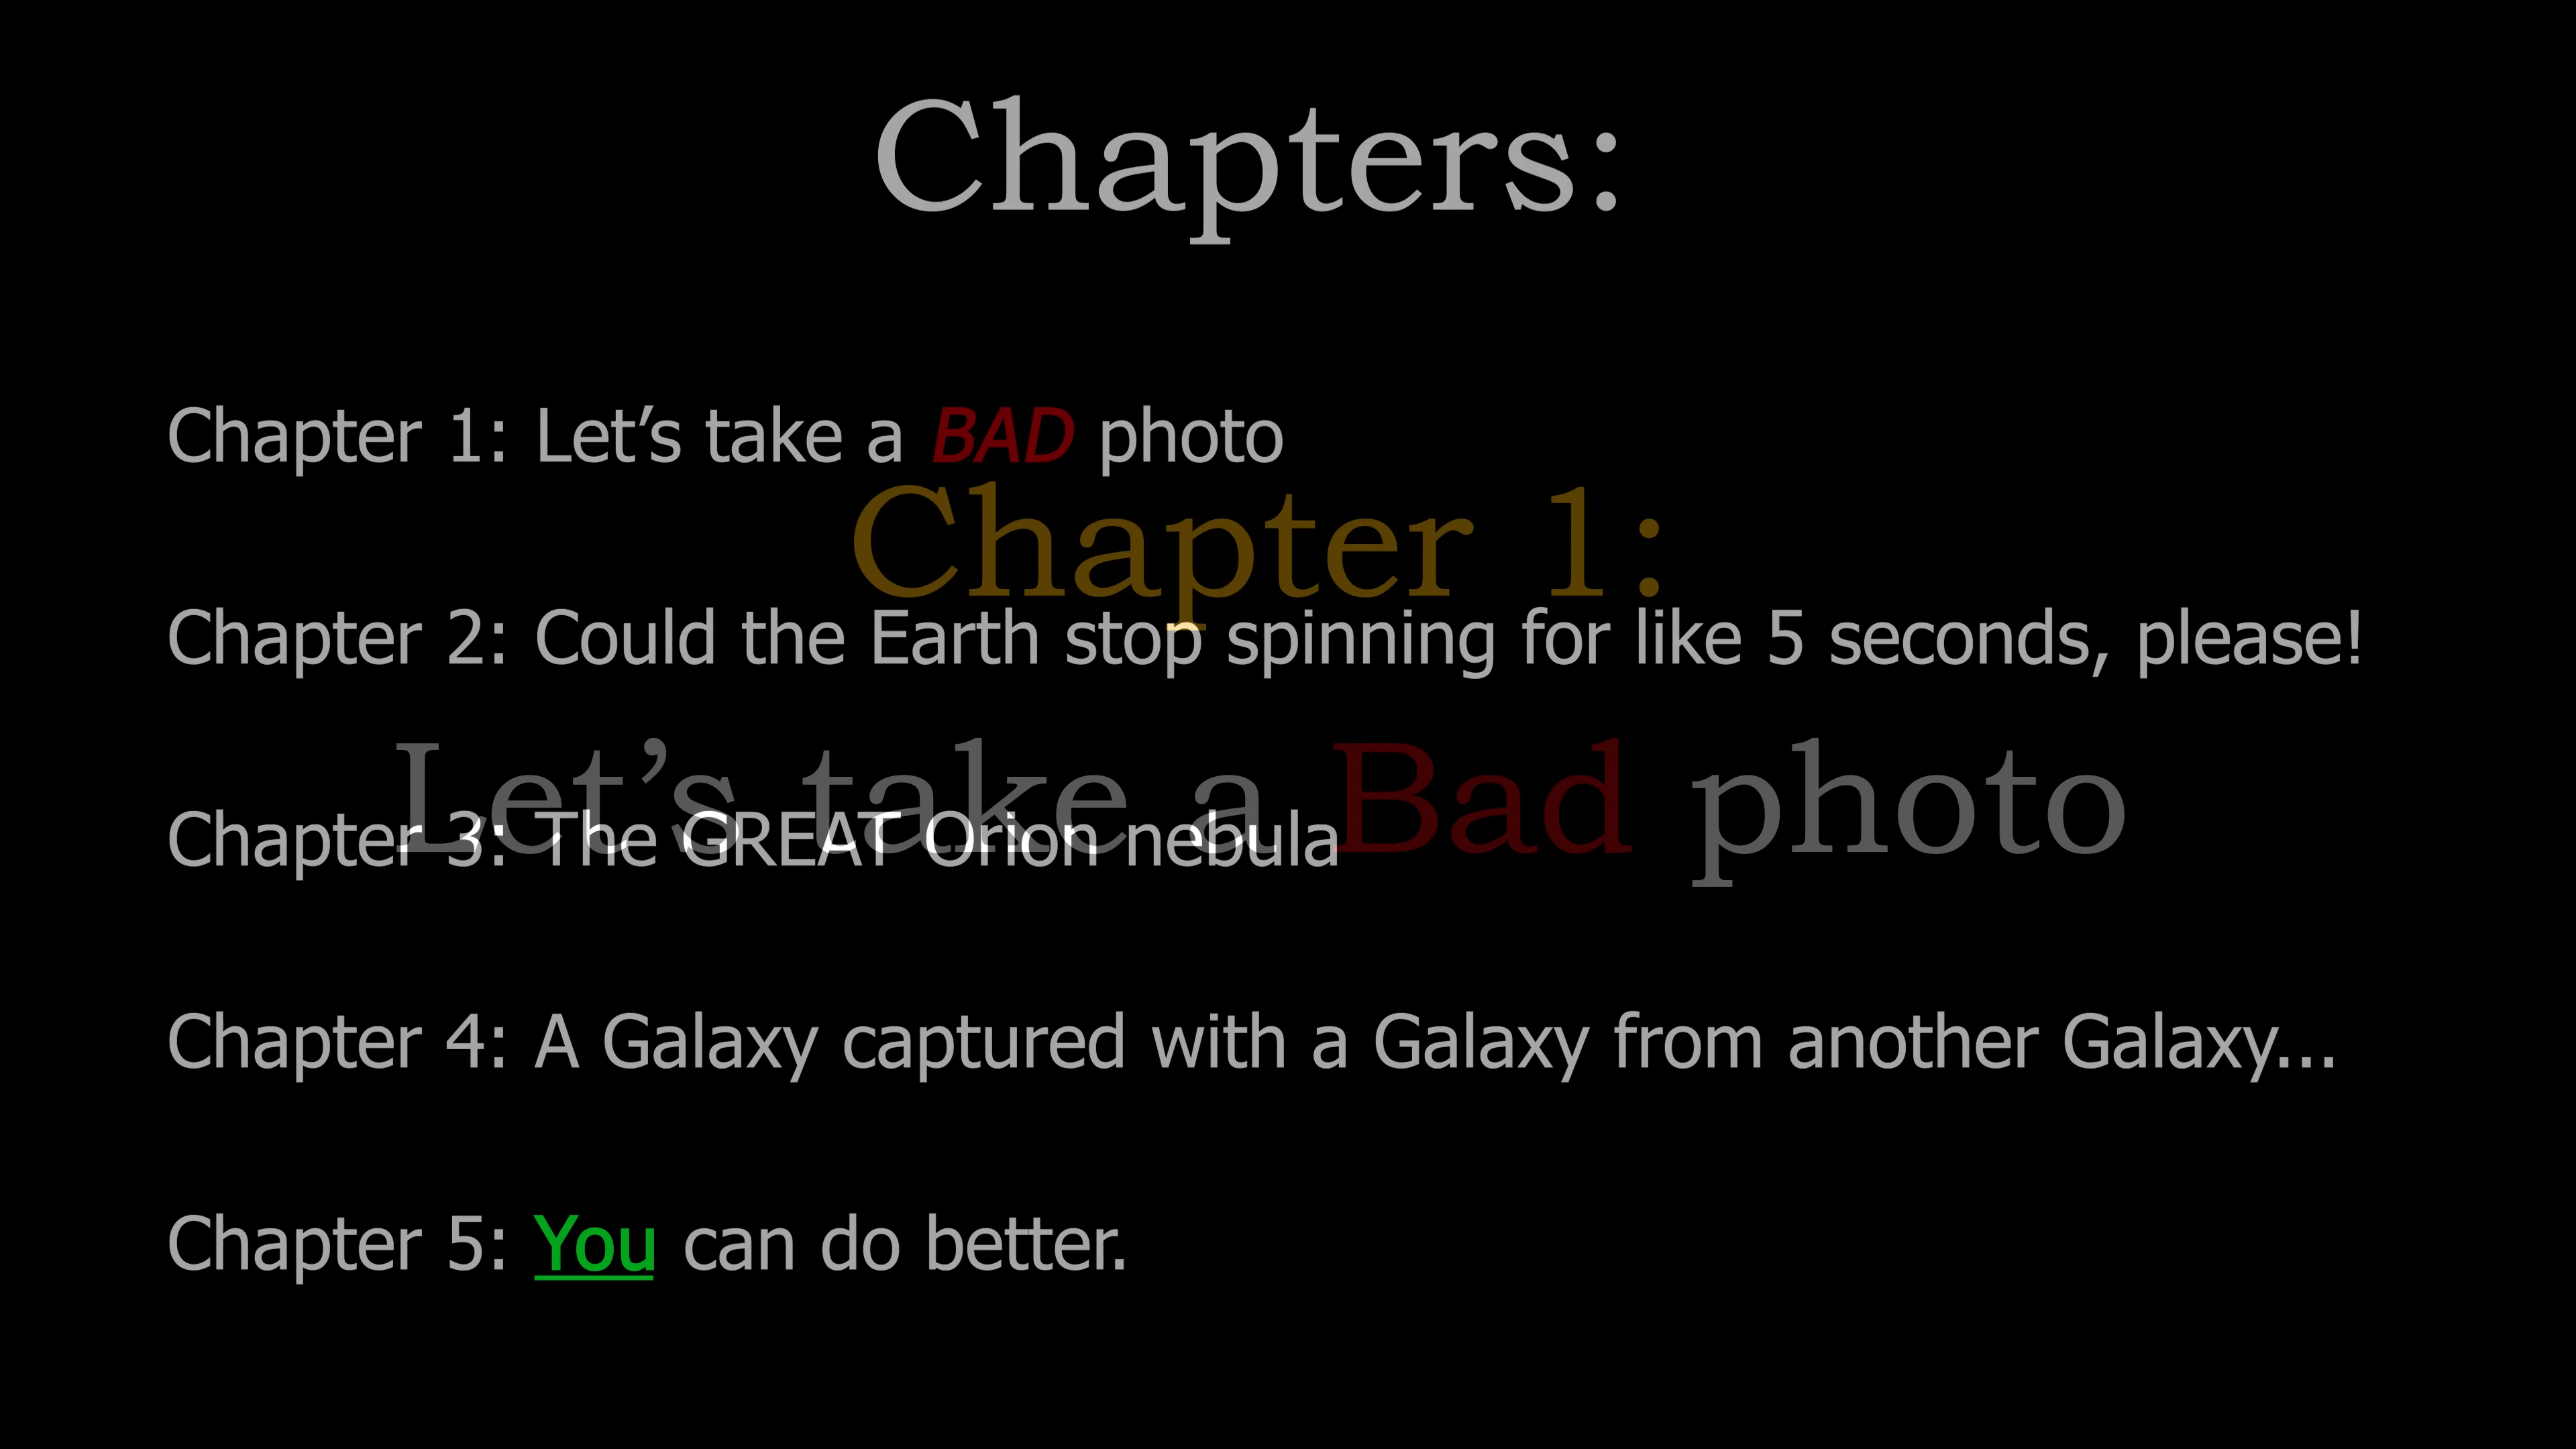 Chapters:
Chapter 1: Let’s take a BAD photo
Chapter 1:
Chapter 2: Could the Earth stop spinning for like 5 seconds, please!
Let’s take a Bad photo
Chapter 3: The GREAT Orion nebula
Chapter 4: A Galaxy captured with a Galaxy from another Galaxy...
Chapter 5: You can do better.